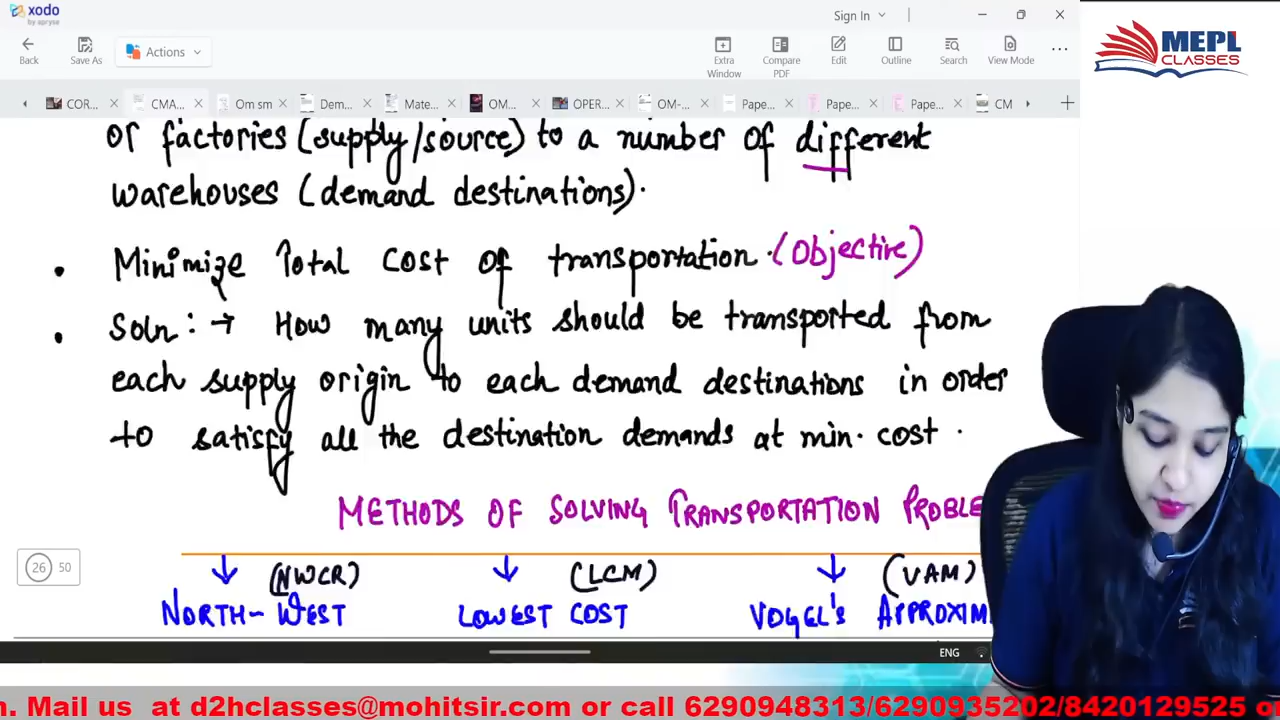 xodo
by apryse
Sign In
Back
Save As
Actions
Extra Window
Compare PDF
Edit
Outline
Search
View Mode
COR...
CMA...
Om sm
Dem...
Mate...
OM...
OPER...
OM-...
Pape...
Pape...
Pape...
CM
MEPL
CLASSES
of factories (supply/source) to a number of different
warehouses (demand destinations).
• Minimize Total Cost of transportation. (Objective)
• Soln: → How many units should be transported from
each supply origin to each demand destinations in order
to satisfy all the destination demands at min. cost.
METHODS OF SOLVING TRANSPORTATION PROBLE
26 50
(NWCR) (LCM) (VAM)
NORTH-WEST LOWEST COST VOGEL'S APPROXIM
ENG
n. Mail us at d2hclasses@mohitsir.com or call 6290948313/6290935202/8420129525 o